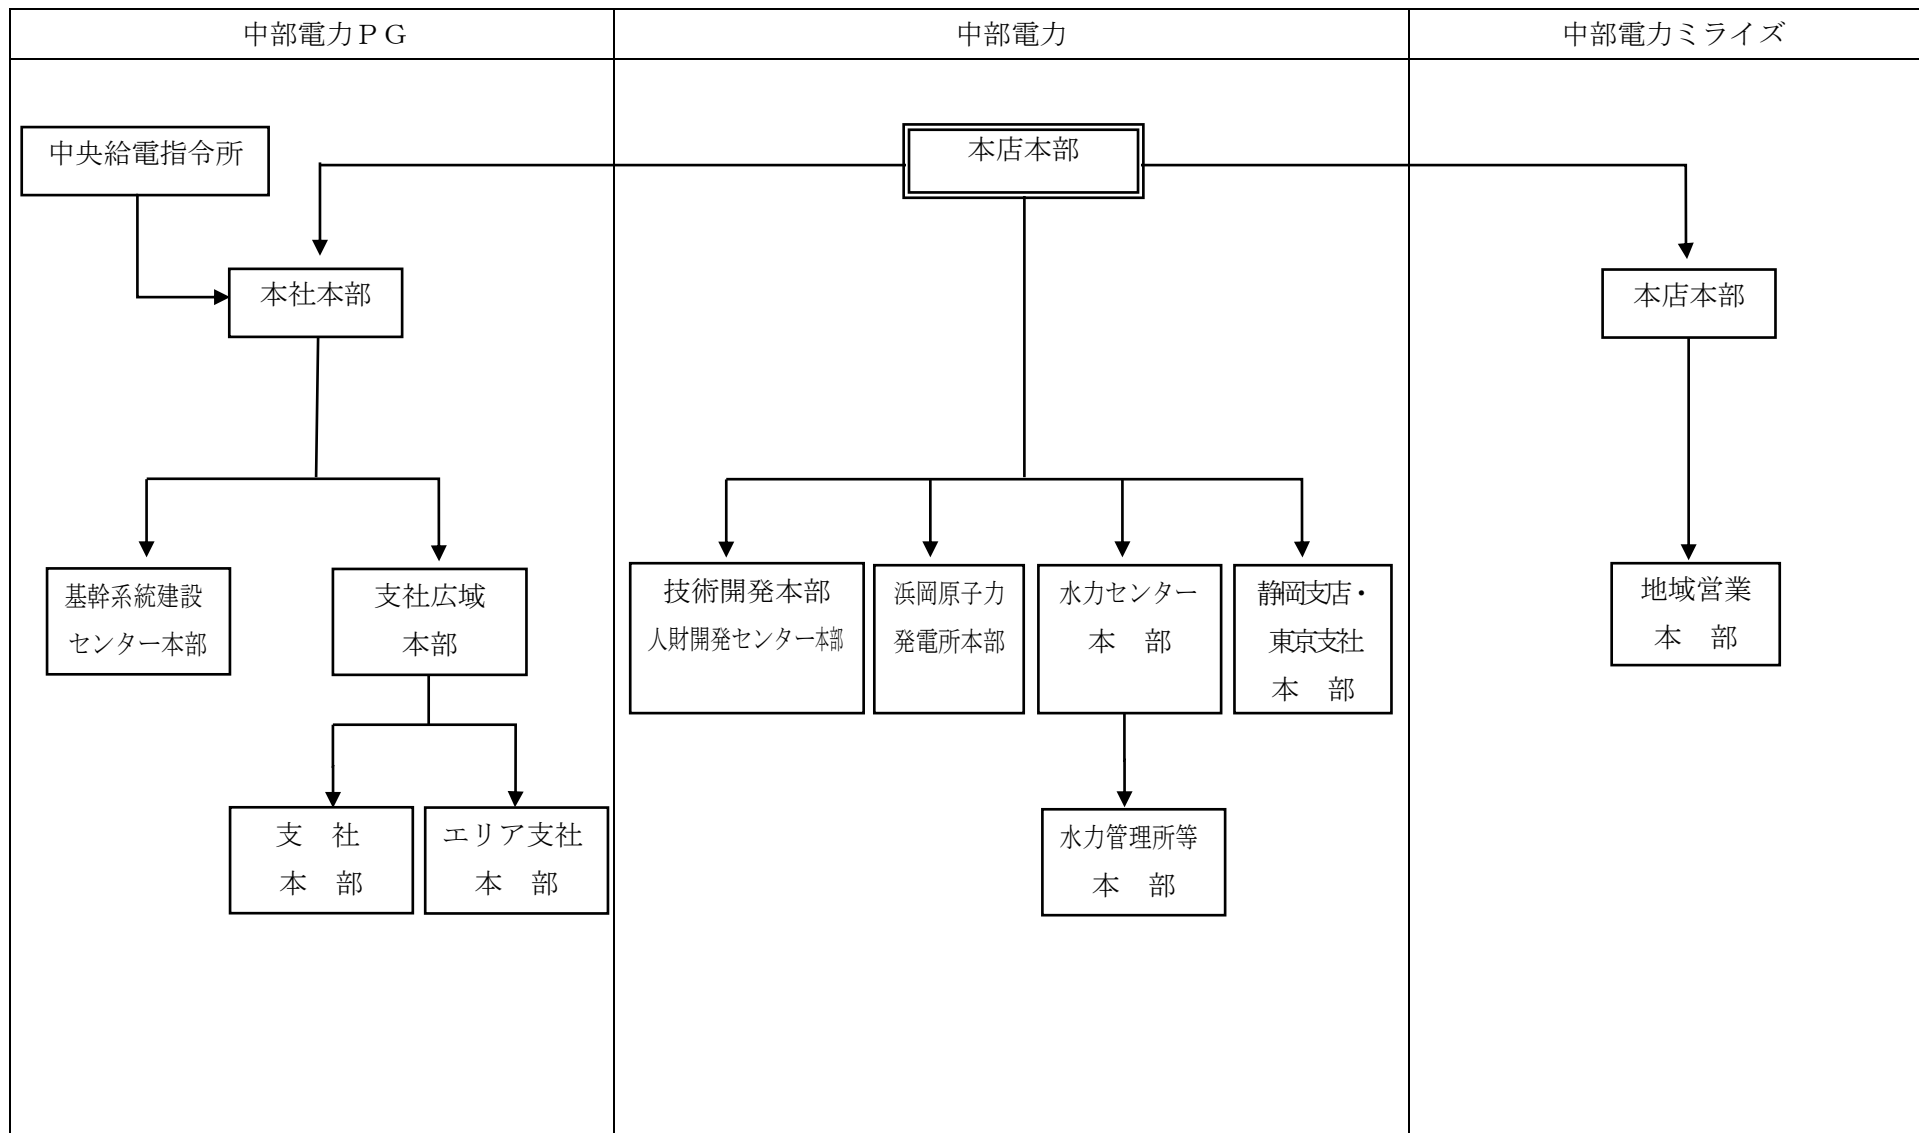 中部電力ＰＧ
中部電力
中部電力ミライズ
中央給電指令所
本店本部
本社本部
本店本部
基幹系統建設
センター本部
支社広域
本部
技術開発本部
人財開発センター本部
浜岡原子力
発電所本部
水力センター
本　部
静岡支店・
東京支社
本　部
地域営業
本　部
支　社
本　部
エリア支社
本　部
水力管理所等
本　部